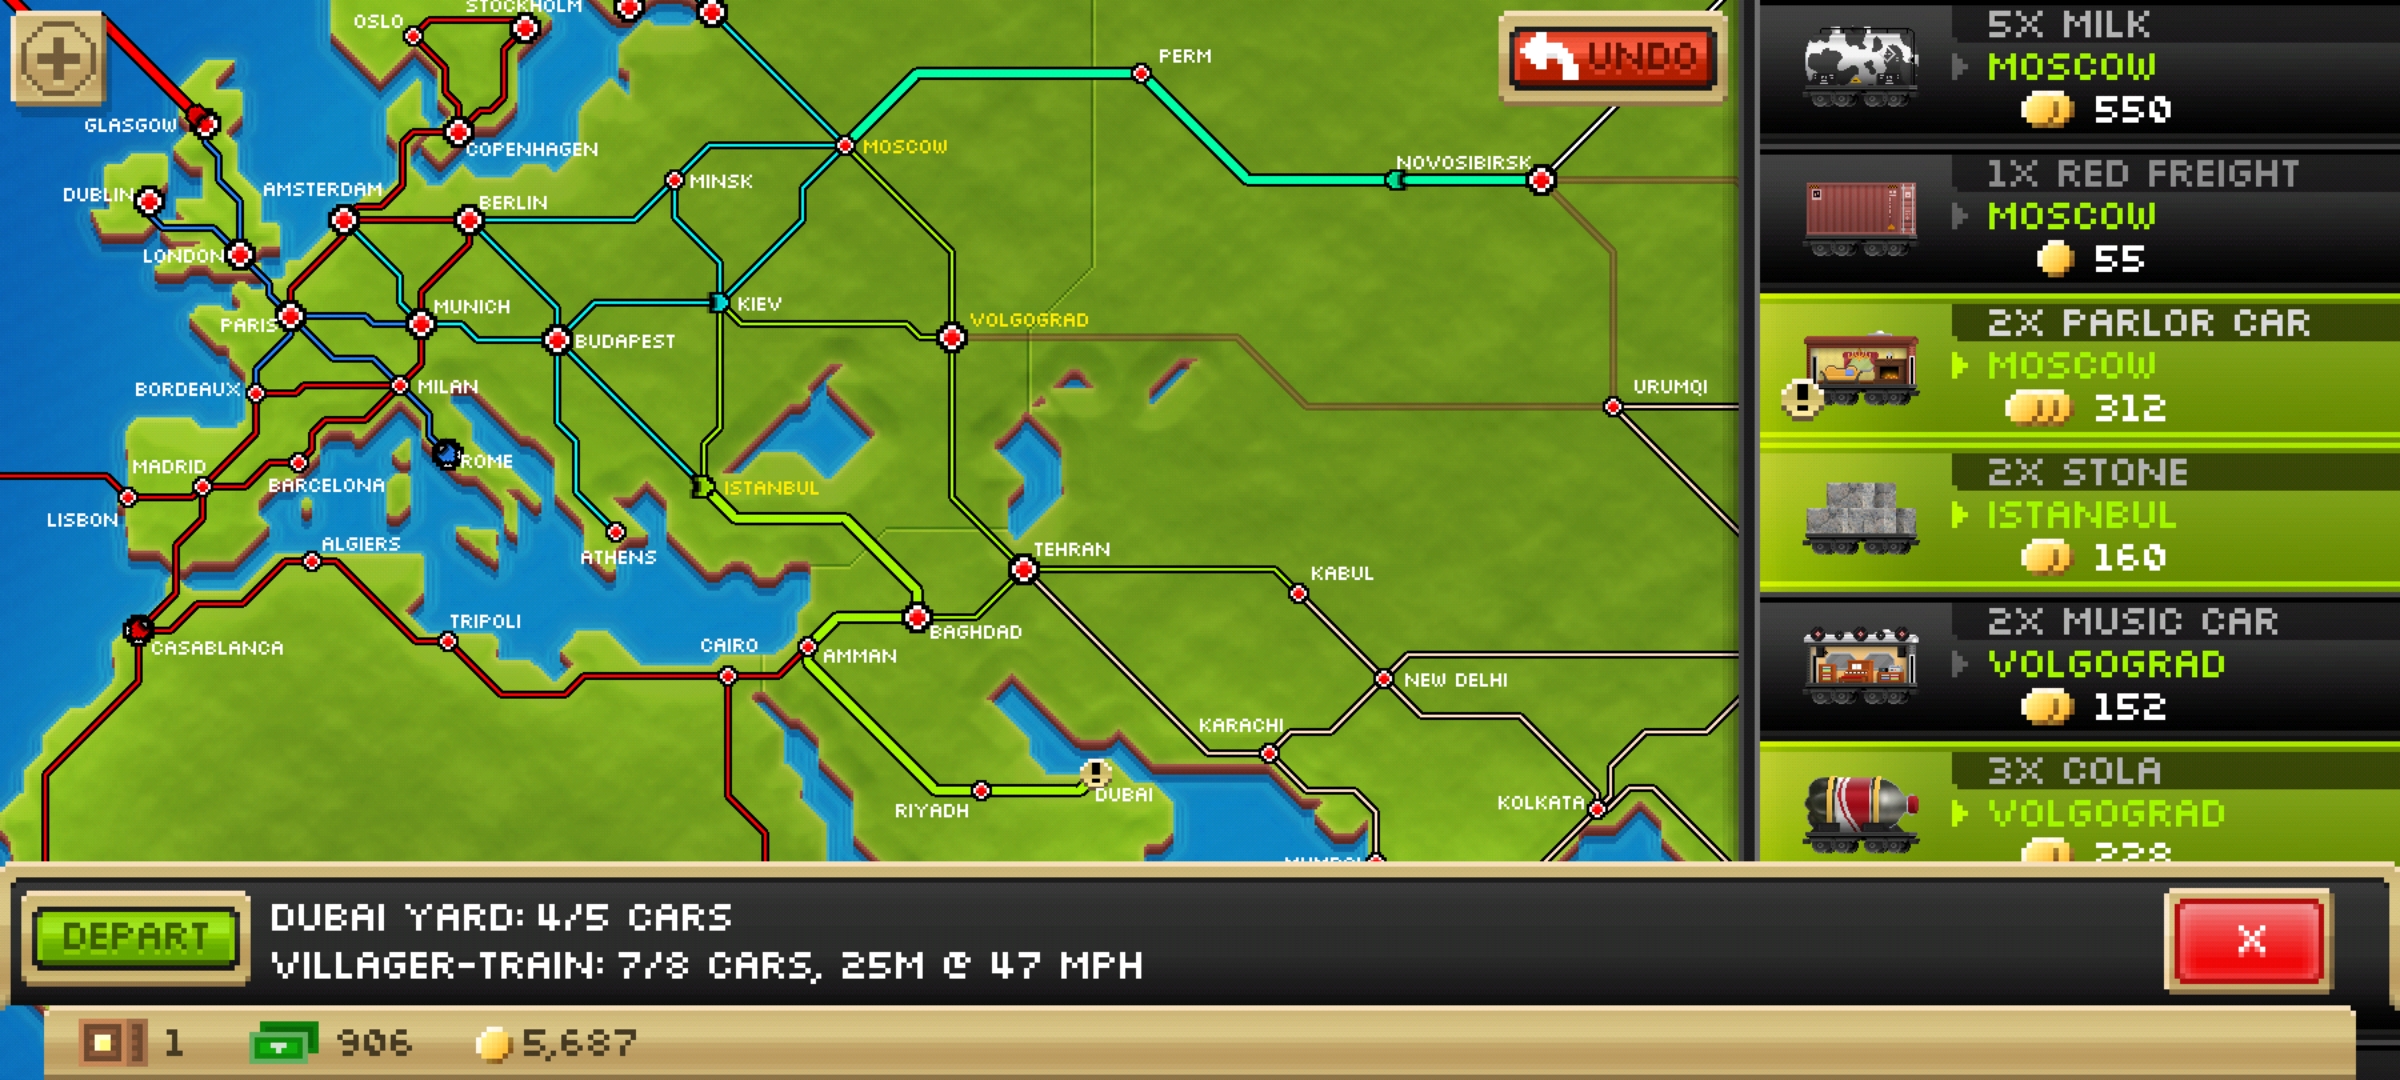 STOCKHOLM
OSLO
PERM
UNDO
GLASGOW
COPENHAGEN
MOSCOW
NOVOSIBIRSK
DUBLIN
AMSTERDAM
MINSK
BERLIN
LONDON
PARIS
MUNICH
KIEV
VOLGOGRAD
BUDAPEST
BORDEAUX
MILAN
URUMQI
MADRID
ROME
BARCELONA
ISTANBUL
LISBON
ALGIERS
ATHENS
TEHRAN
KABUL
TRIPOLI
CASABLANCA
CAIRO
BAGHDAD
AMMAN
NEW DELHI
KARACHI
RIYADH
DUBAI
KOLKATA
MUMBAI
5X MILK
MOSCOW
550
1X RED FREIGHT
MOSCOW
55
2X PARLOR CAR
MOSCOW
312
2X STONE
ISTANBUL
160
2X MUSIC CAR
VOLGOGRAD
152
3X COLA
VOLGOGRAD
228
DEPART
DUBAI YARD: 4/5 CARS
VILLAGER-TRAIN: 7/8 CARS, 25M @ 47 MPH
X
1
906
5,687